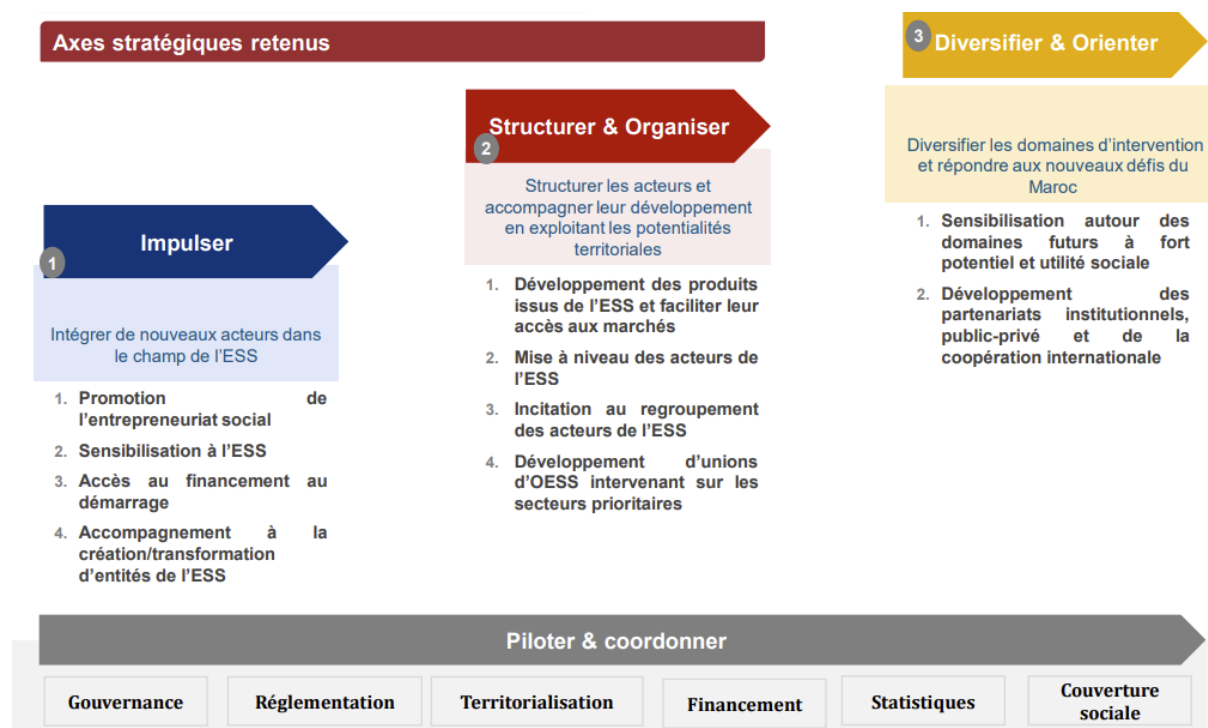 Axes stratégiques retenus
1
Impulser
Intégrer de nouveaux acteurs dans
le champ de l'ESS
1. Promotion de
l'entrepreneuriat social
2. Sensibilisation à l'ESS
3. Accès au financement au
démarrage
4. Accompagnement à la
création/transformation
d'entités de l'ESS
2
Structurer & Organiser
Structurer les acteurs et
accompagner leur développement
en exploitant les potentialités
territoriales
1. Développement des produits
issus de l'ESS et faciliter leur
accès aux marchés
2. Mise à niveau des acteurs de
l'ESS
3. Incitation au regroupement
des acteurs de l'ESS
4. Développement d'unions
d'OESS intervenant sur les
secteurs prioritaires
3
Diversifier & Orienter
Diversifier les domaines d'intervention
et répondre aux nouveaux défis du
Maroc
1. Sensibilisation autour des
domaines futurs à fort
potentiel et utilité sociale
2. Développement des
partenariats institutionnels,
public-privé et de la
coopération internationale
Piloter & coordonner
Gouvernance
Réglementation
Territorialisation
Financement
Statistiques
Couverture
sociale